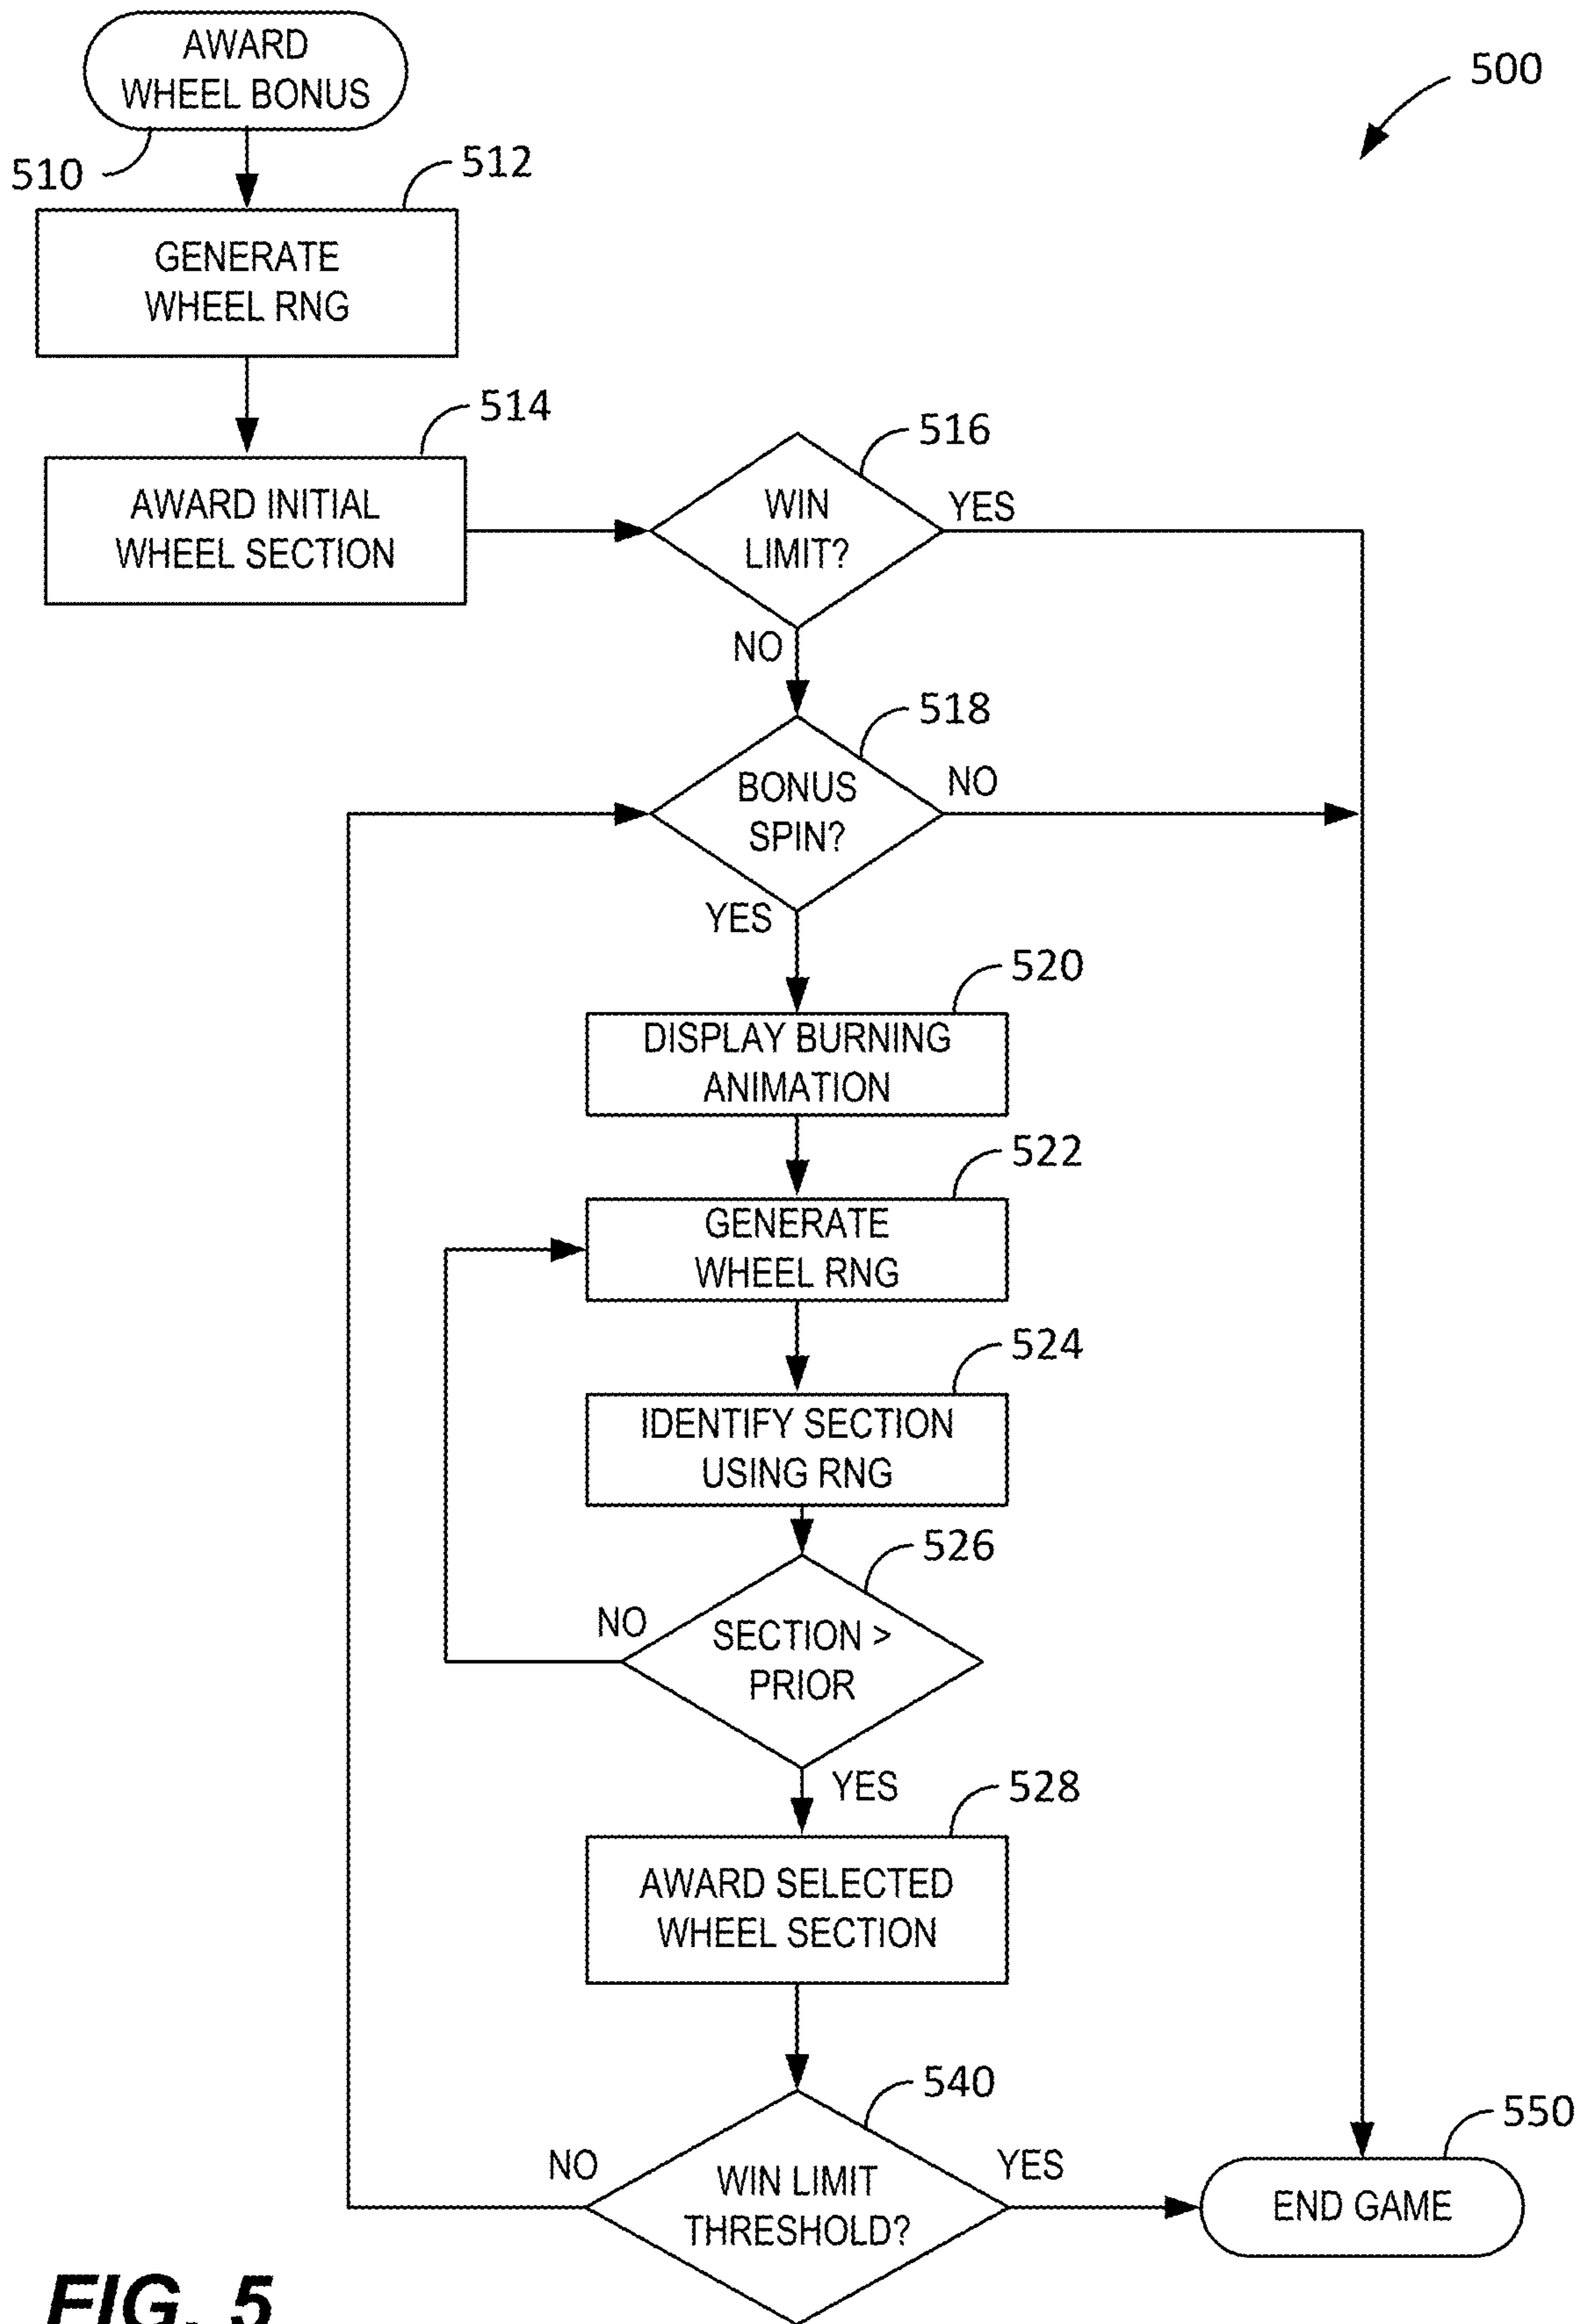 AWARD
WHEEL BONUS
500
510
512
GENERATE
WHEEL RNG
514
AWARD INITIAL
WHEEL SECTION
516
WIN
LIMIT?
YES
NO
518
BONUS
SPIN?
NO
YES
520
DISPLAY BURNING
ANIMATION
522
GENERATE
WHEEL RNG
524
IDENTIFY SECTION
USING RNG
526
NO
SECTION >
PRIOR
YES
528
AWARD SELECTED
WHEEL SECTION
540
550
NO
WIN LIMIT
THRESHOLD?
YES
END GAME
FIG. 5